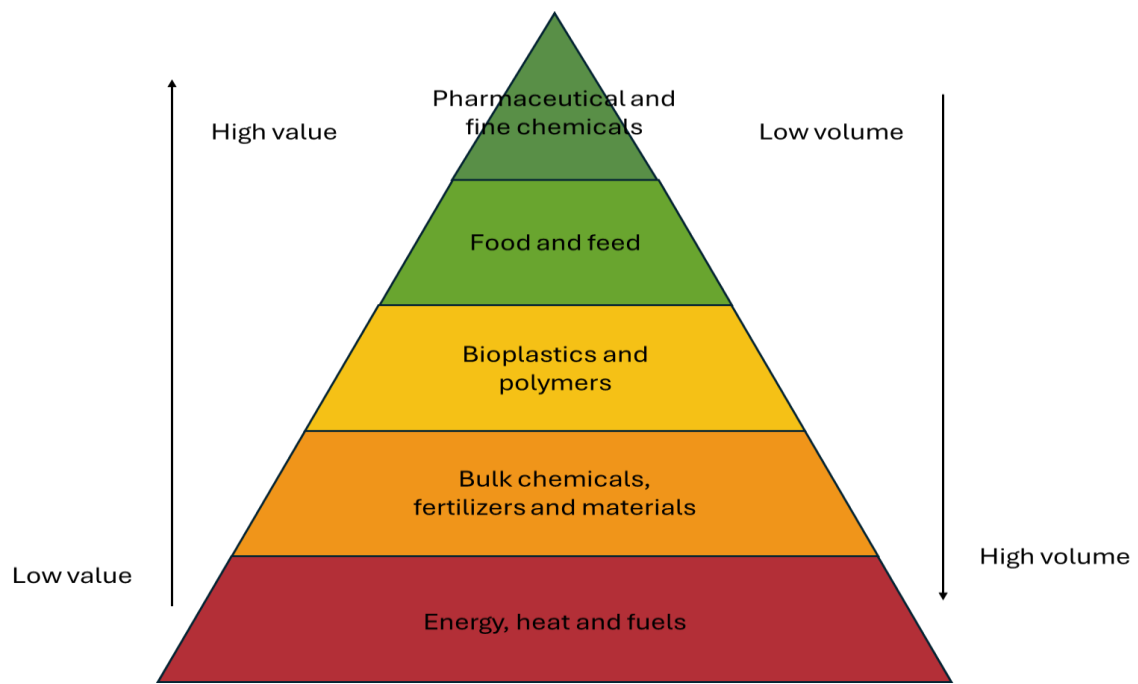 Pharmaceutical and
fine chemicals
High value
Low volume
Food and feed
Bioplastics and
polymers
Bulk chemicals,
fertilizers and materials
Low value
High volume
Energy, heat and fuels